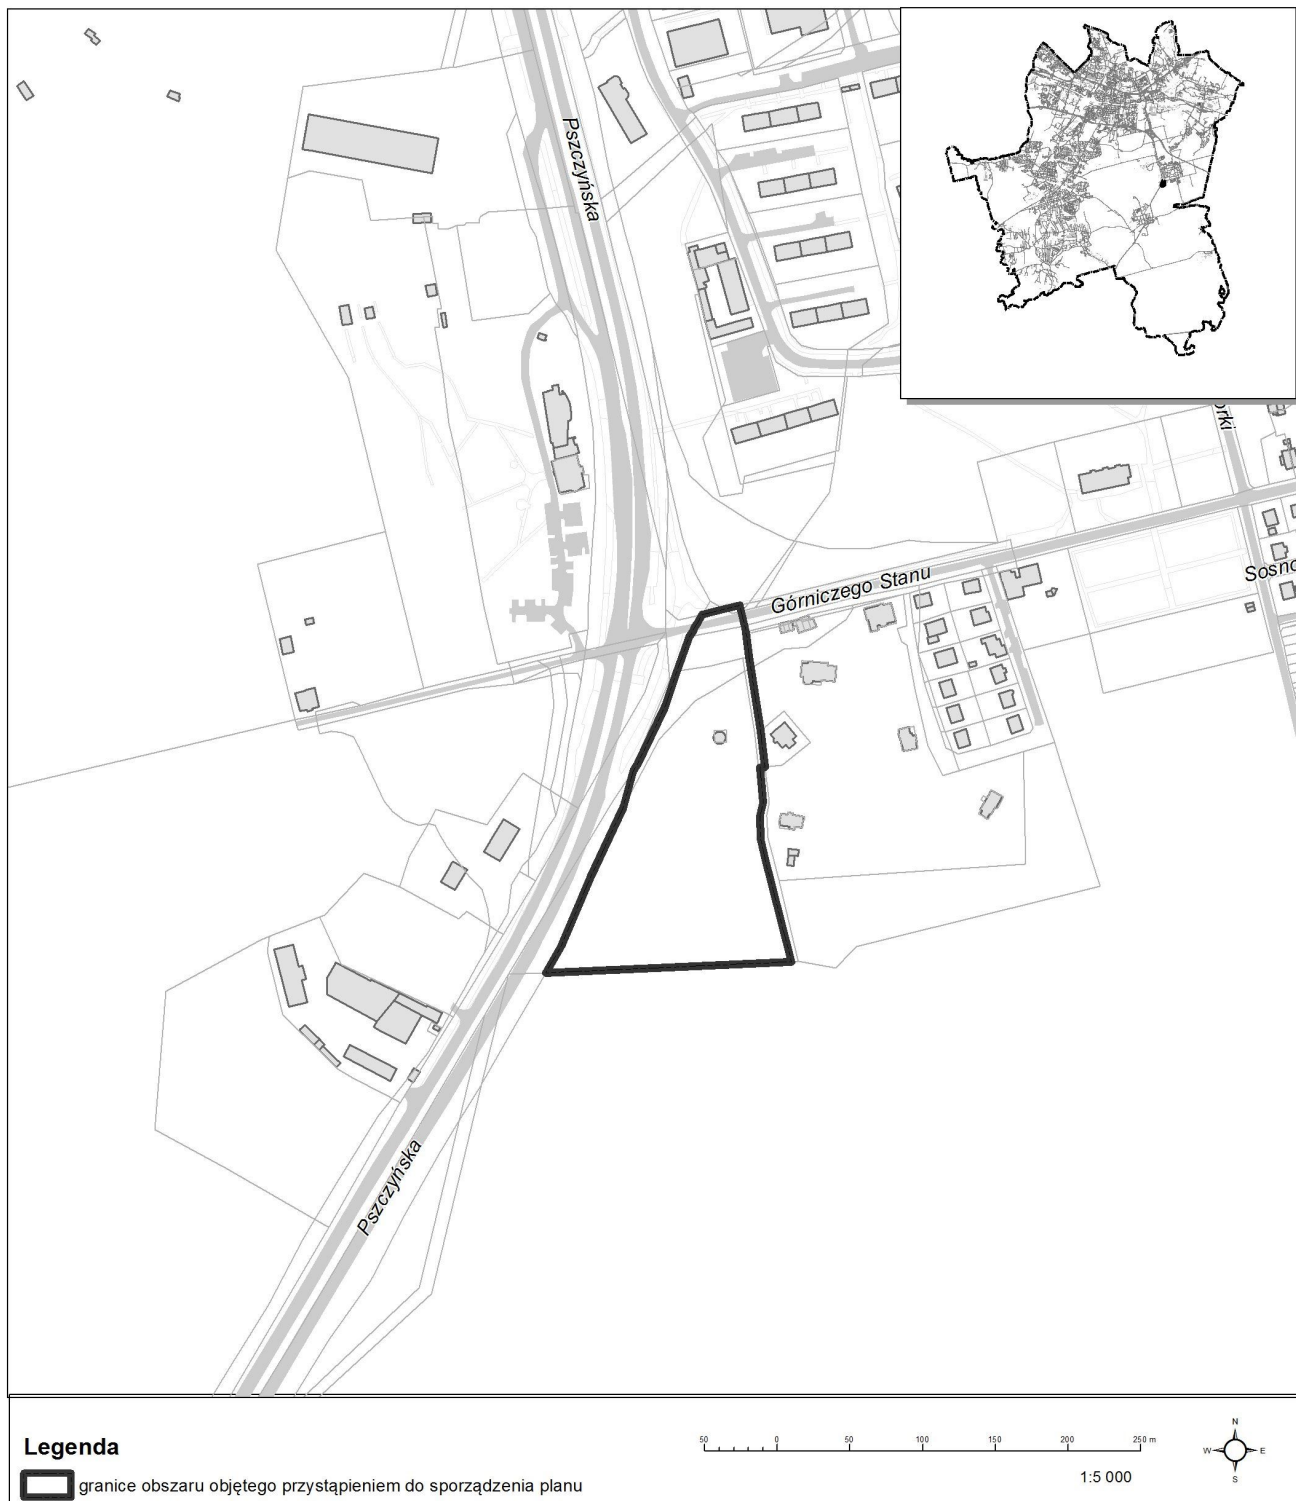 Pszczyńska
órki
Górniczego Stanu
Sosno
Pszczyńska
Legenda
granice obszaru objętego przystąpieniem do sporządzenia planu
50 0 50 100 150 200 250 m
1:5 000
N
W E
S